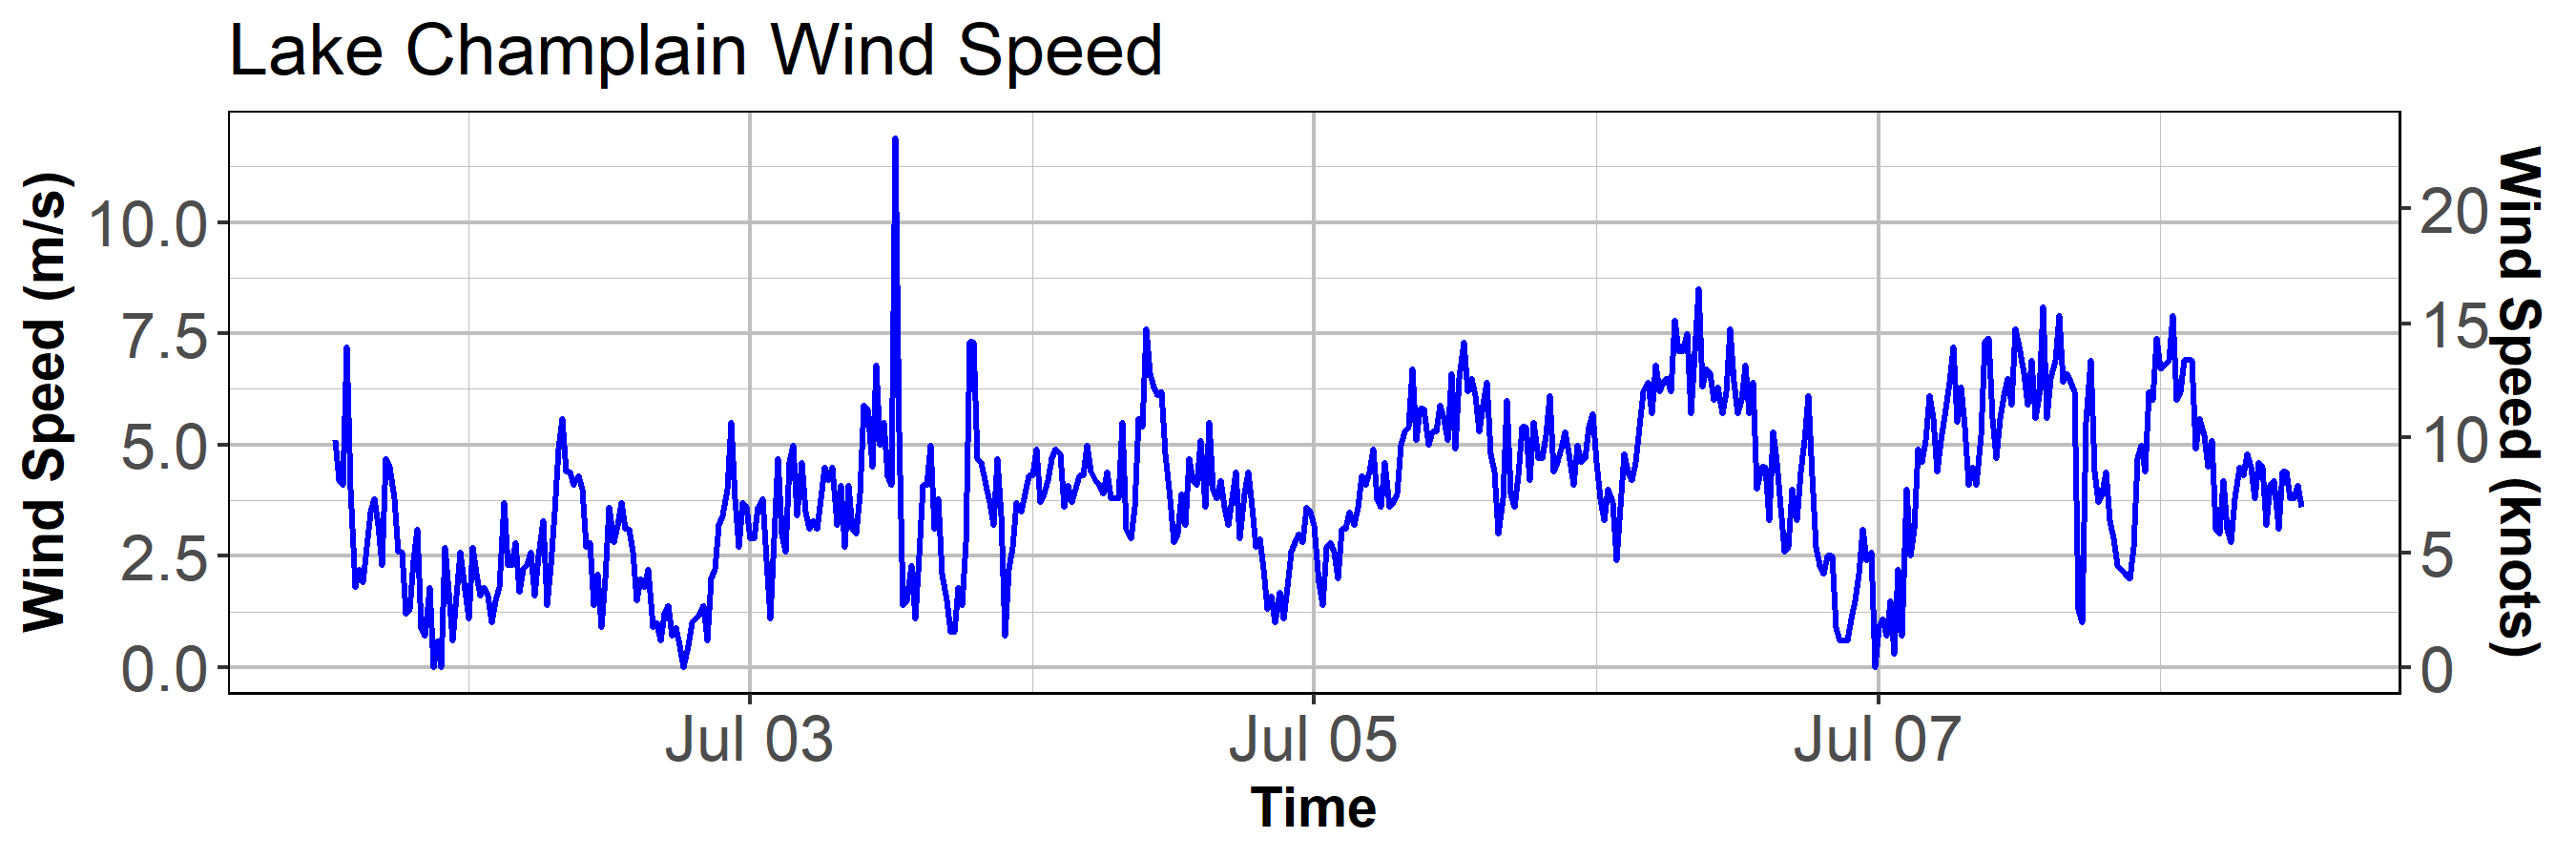 Lake Champlain Wind Speed
Wind Speed (m/s)
10.0
7.5
5.0
2.5
0.0
20
15
10
5
0
Wind Speed (knots)
Jul 03
Jul 05
Jul 07
Time